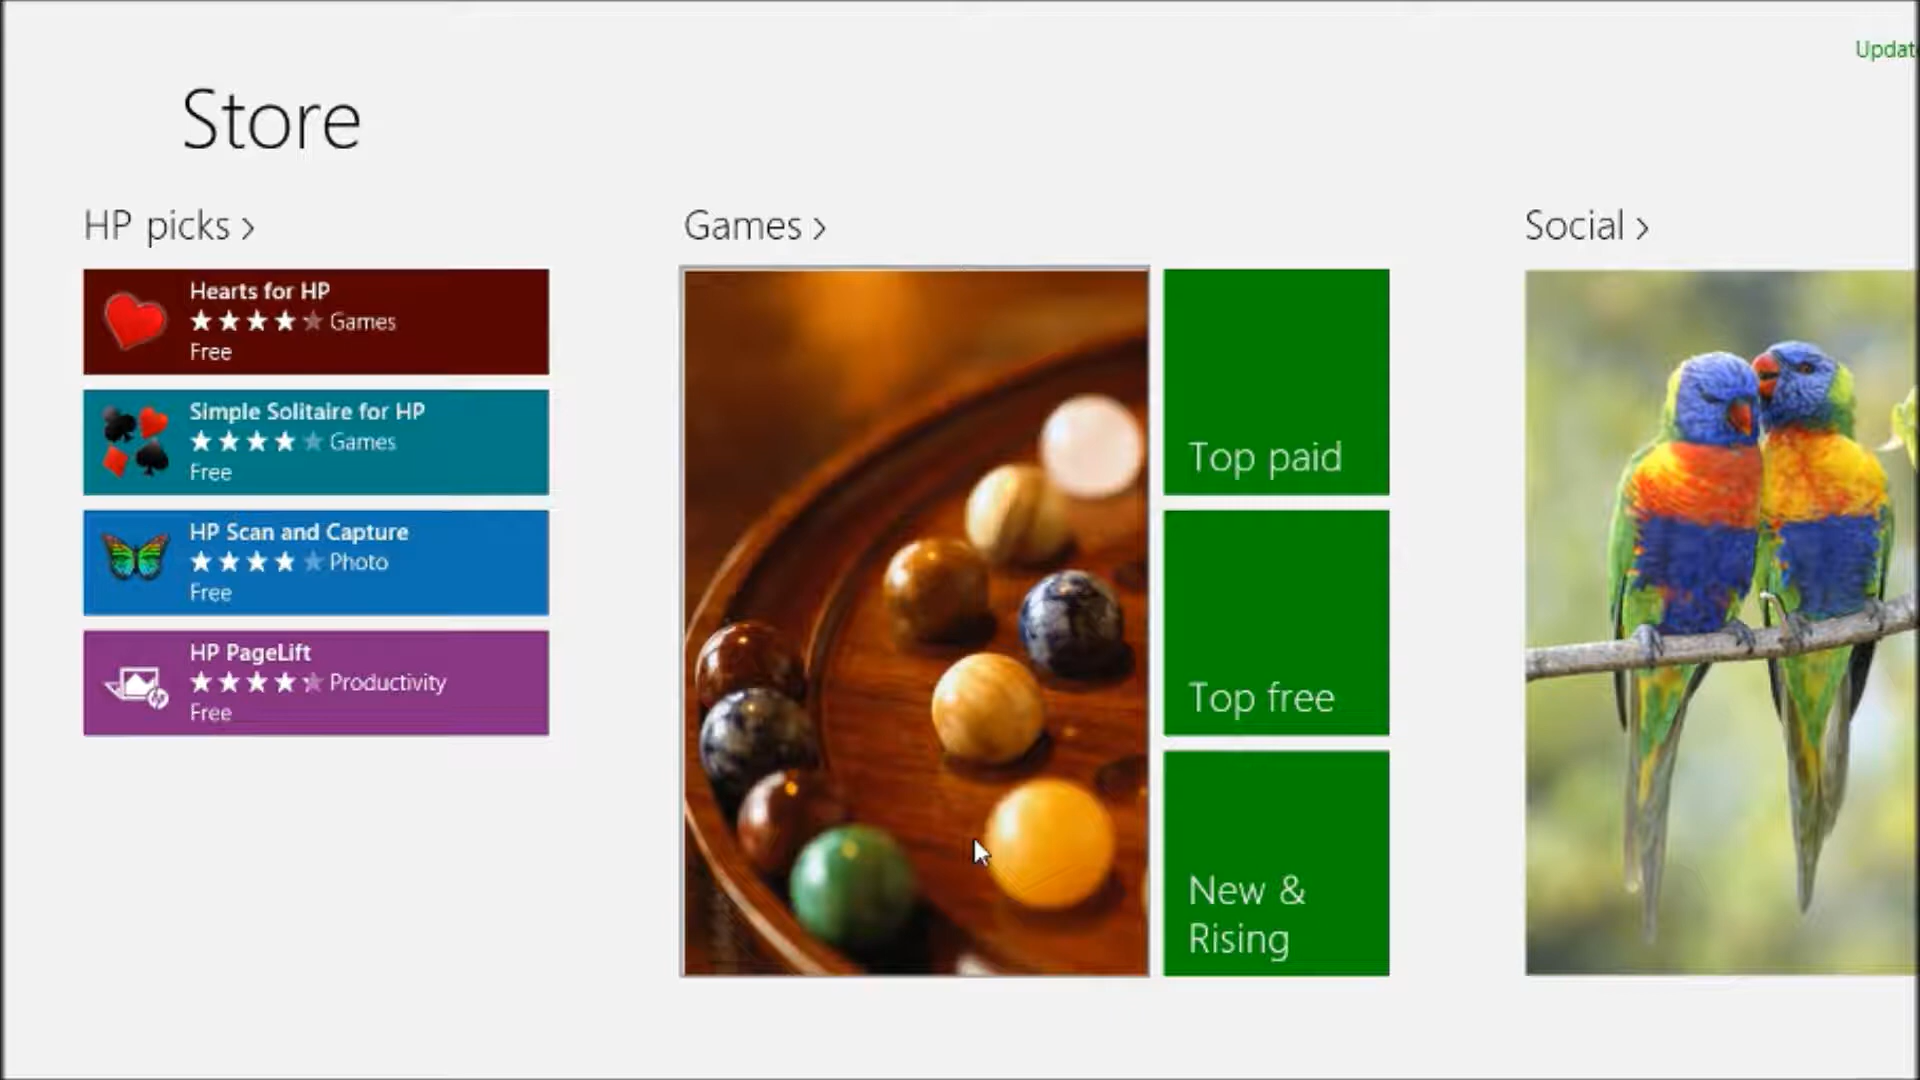 Updat
Store
HP picks >
Hearts for HP
Games
Free
Simple Solitaire for HP
Games
Free
HP Scan and Capture
Photo
Free
HP PageLift
Productivity
Free
Games >
Top paid
Top free
New &
Rising
Social >